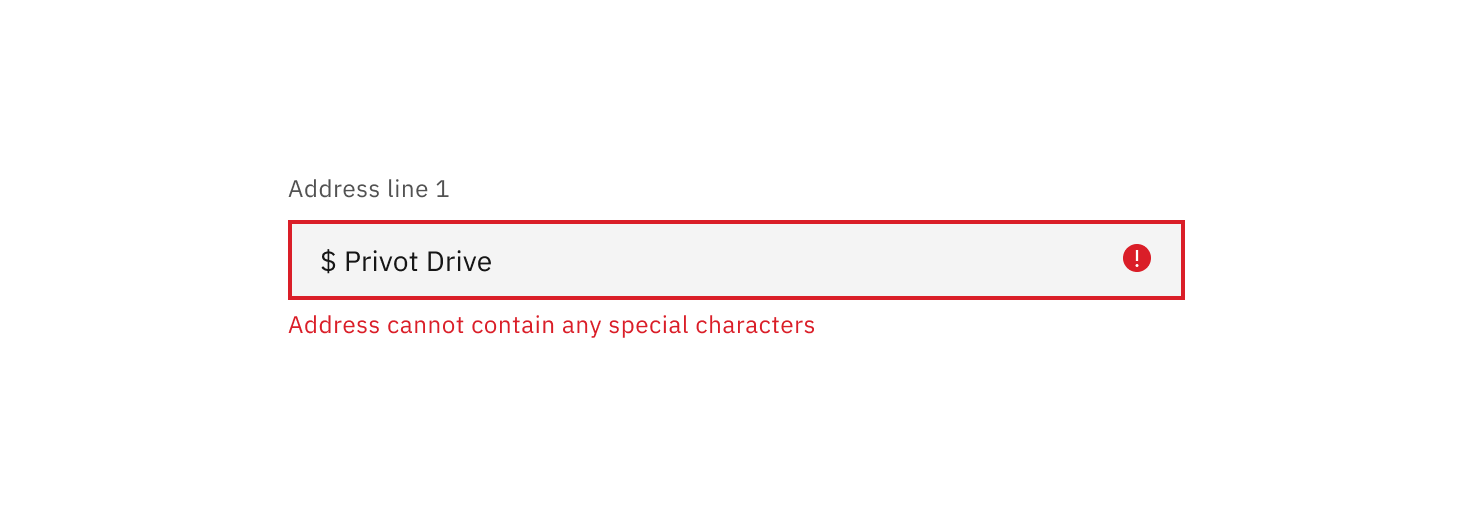 Address line 1
$ Privot Drive
Address cannot contain any special characters